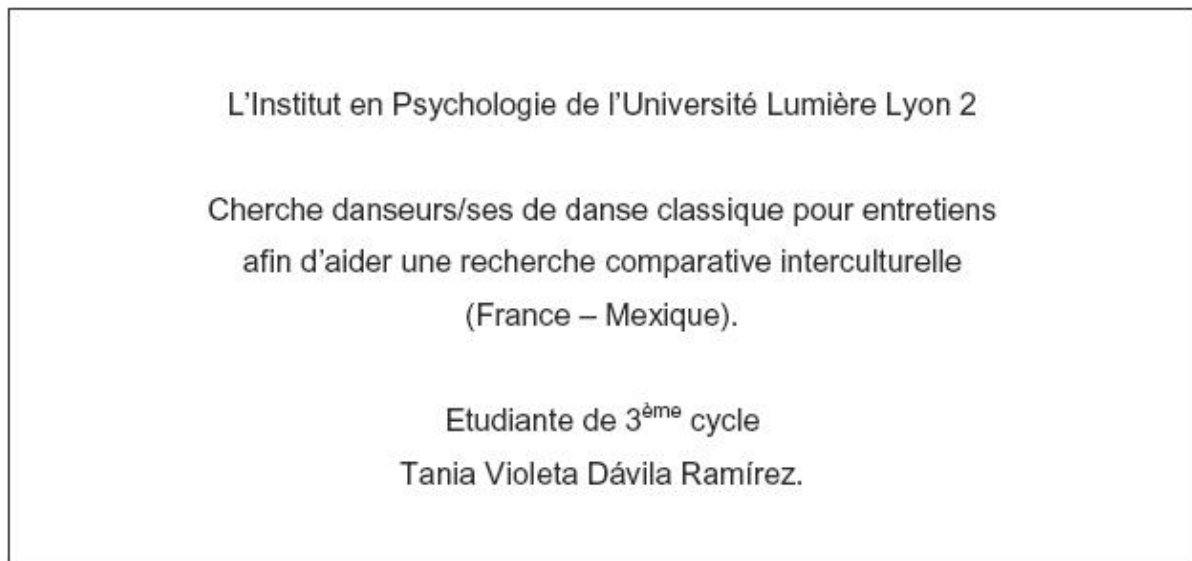 L'Institut en Psychologie de l'Université Lumière Lyon 2
Cherche danseurs/ses de danse classique pour entretiens
afin d'aider une recherche comparative interculturelle
(France – Mexique).
Etudiante de 3ème cycle
Tania Violeta Dávila Ramírez.